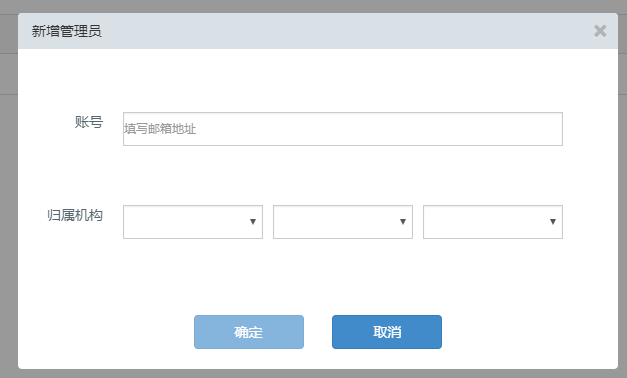 新增管理员
账号
填写邮箱地址
归属机构
确定
取消